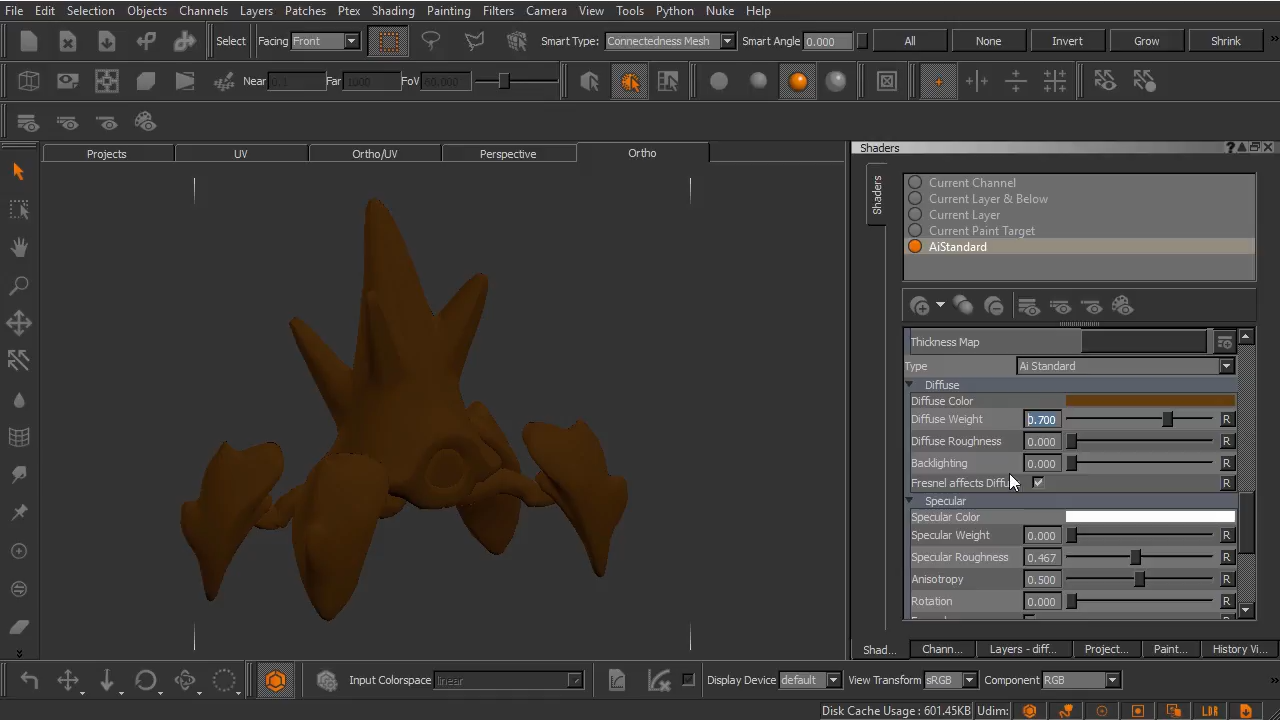 File Edit Selection Objects Channels Layers Patches Ptex Shading Painting Filters Camera View Tools Python Nuke Help
Select Facing Front Smart Type: Connectedness Mesh Smart Angle 0.000 All None Invert Grow Shrink
Near 0.1 Far 1000 FoV 60.000
Projects UV Ortho/UV Perspective Ortho
Shaders
Shaders
Current Channel
Current Layer & Below
Current Layer
Current Paint Target
AiStandard
Thickness Map
Type Ai Standard
Diffuse
Diffuse Color
Diffuse Weight 0.700 R
Diffuse Roughness 0.000 R
Backlighting 0.000 R
Fresnel affects Diffu R
Specular
Specular Color
Specular Weight 0.000 R
Specular Roughness 0.467 R
Anisotropy 0.500 R
Rotation 0.000 R
Shad... Chann... Layers - diff... Project... Paint... History Vi...
Input Colorspace linear Display Device default View Transform sRGB Component RGB
Disk Cache Usage : 601.45KB Udim: LDR